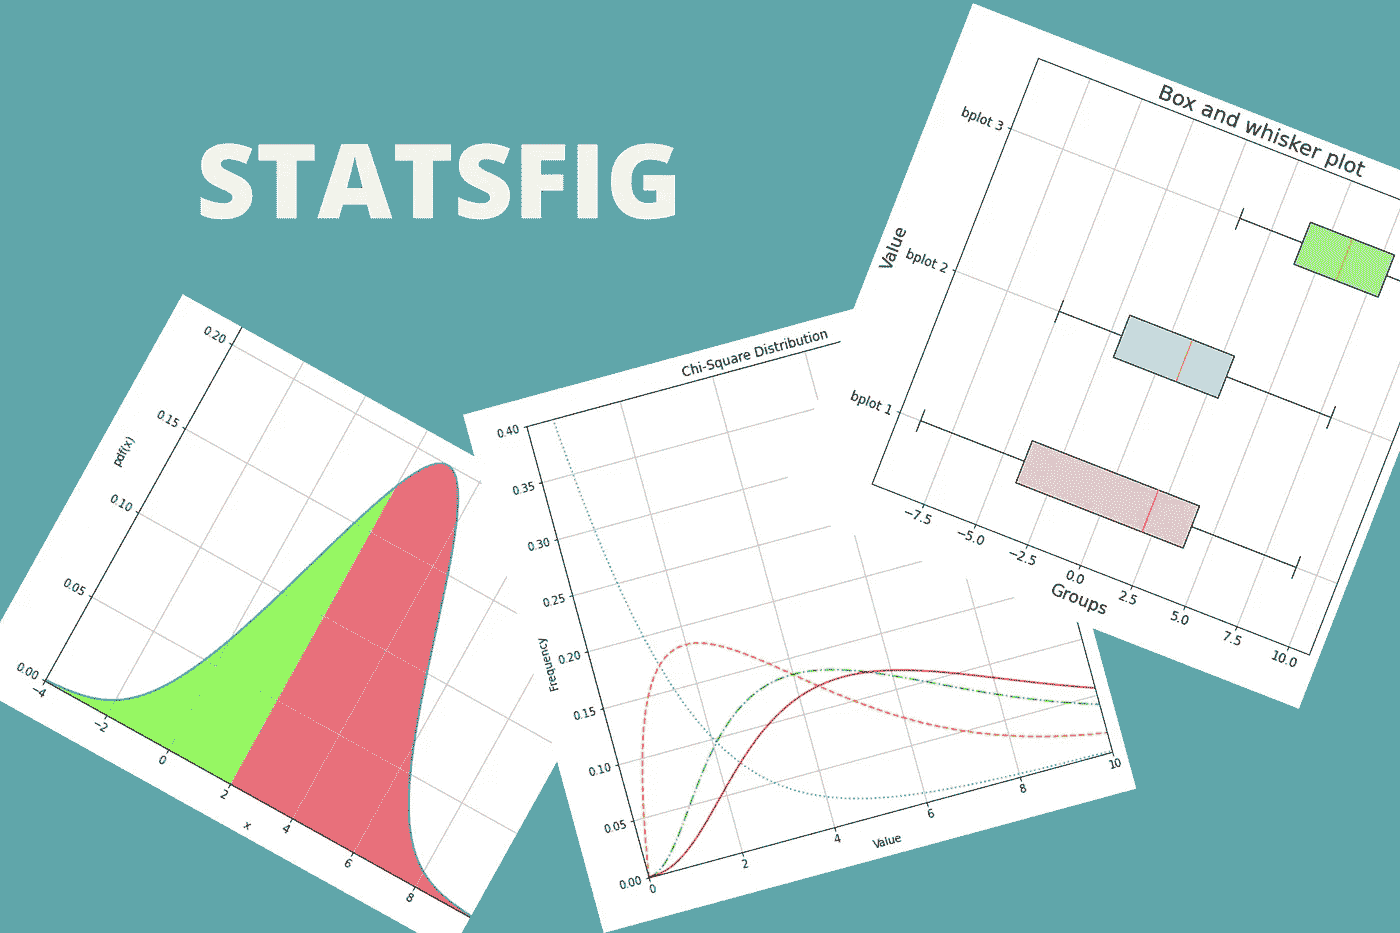 STATSFIG
Box and whisker plot
bplot 3
bplot 2
bplot 1
Value
−7.5 −5.0 −2.5 0.0 2.5 5.0 7.5 10.0
Groups
0.20
0.15
0.10
0.05
0.00
pdf(x)
−4 −2 0 2 4 6 8
x
Chi-Square Distribution
0.40
0.35
0.30
0.25
0.20
0.15
0.10
0.05
0.00
Frequency
0 2 4 6 8 10
Value